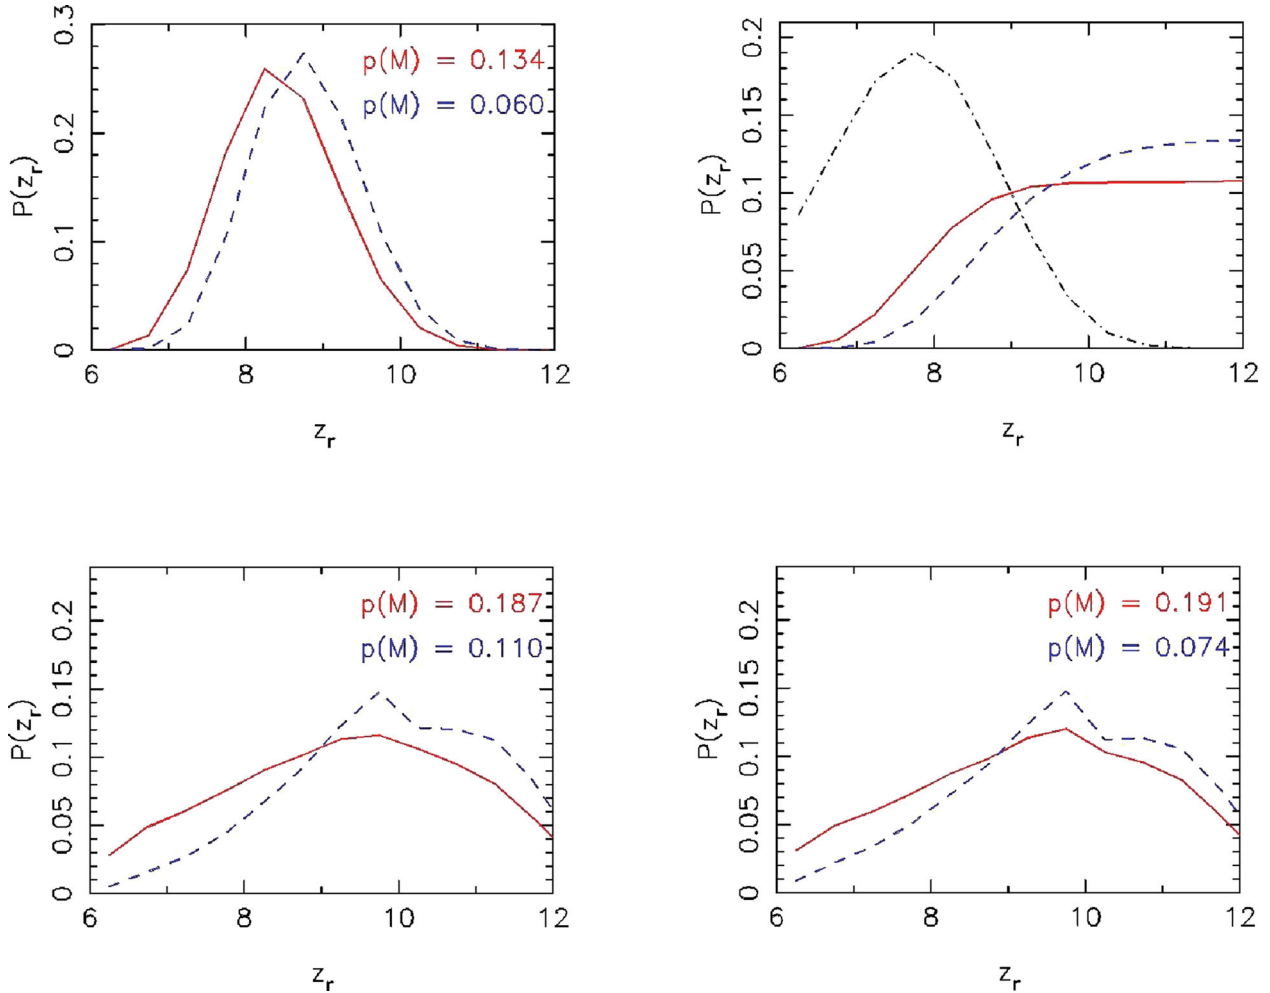 P(z_r)
0.3
0.2
0.1
0
p(M) = 0.134
p(M) = 0.060
6 8 10 12
z_r
P(z_r)
0.2
0.15
0.1
0.05
0
6 8 10 12
z_r
P(z_r)
0.2
0.15
0.1
0.05
0
p(M) = 0.187
p(M) = 0.110
6 8 10 12
z_r
P(z_r)
0.2
0.15
0.1
0.05
0
p(M) = 0.191
p(M) = 0.074
6 8 10 12
z_r